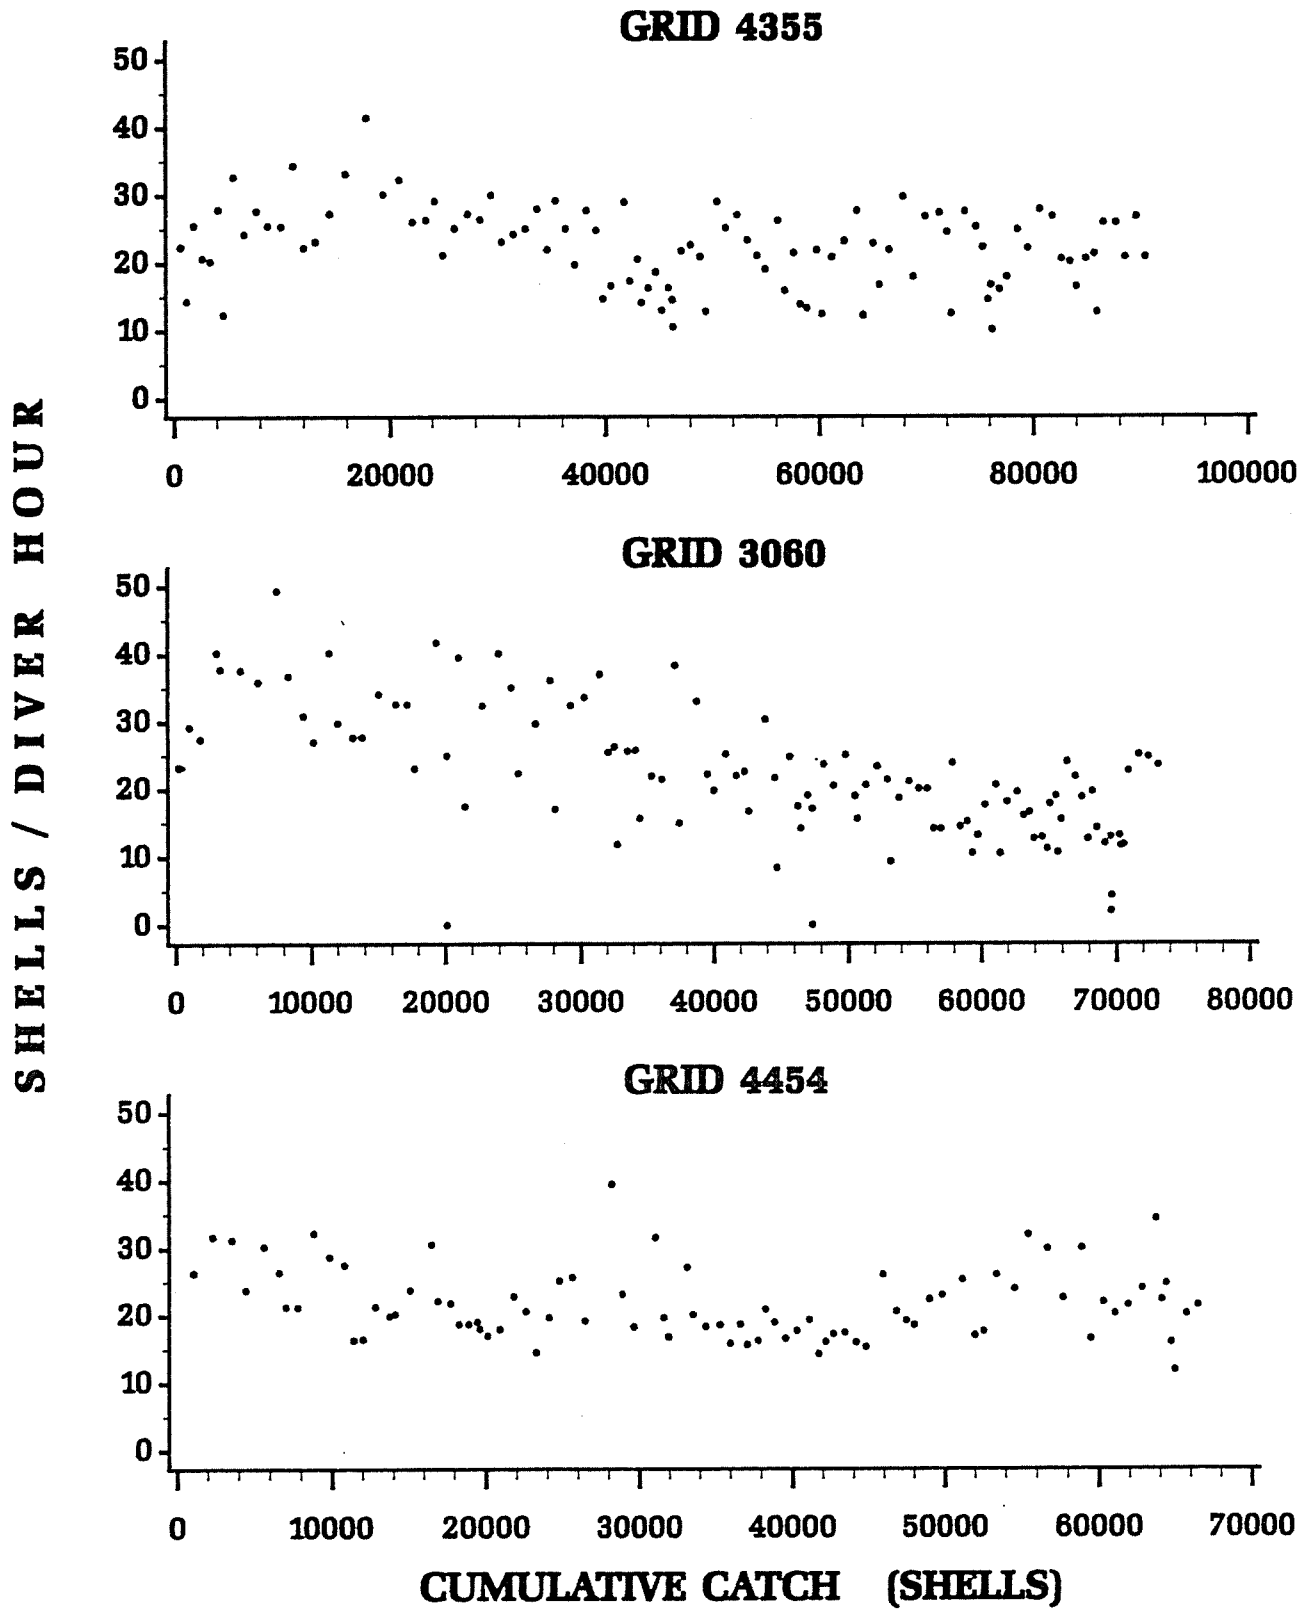 GRID 4355
50
40
30
20
10
0
0 20000 40000 60000 80000 100000
GRID 3060
50
40
30
20
10
0
0 10000 20000 30000 40000 50000 60000 70000 80000
GRID 4454
50
40
30
20
10
0
0 10000 20000 30000 40000 50000 60000 70000
SHELLS / DIVER HOUR
CUMULATIVE CATCH (SHELLS)